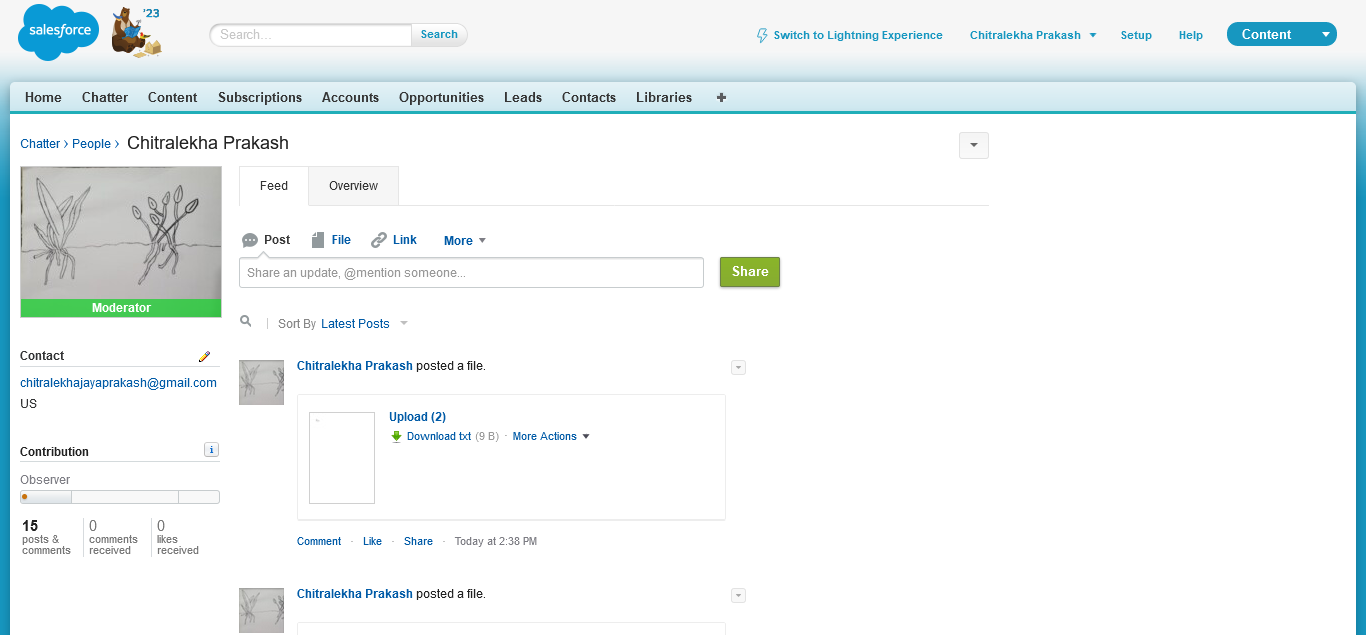 salesforce
'23
Search...
Search
Switch to Lightning Experience
Chitralekha Prakash
Setup
Help
Content
Home
Chatter
Content
Subscriptions
Accounts
Opportunities
Leads
Contacts
Libraries
+
Chatter › People › Chitralekha Prakash
Moderator
Contact
chitralekhajayaprakash@gmail.com
US
Contribution
i
Observer
15
posts &
comments
0
comments
received
0
likes
received
Feed
Overview
Post
File
Link
More
Share an update, @mention someone...
Share
Sort By Latest Posts
Chitralekha Prakash posted a file.
Upload (2)
Download txt (9 B) · More Actions
Comment · Like · Share · Today at 2:38 PM
Chitralekha Prakash posted a file.